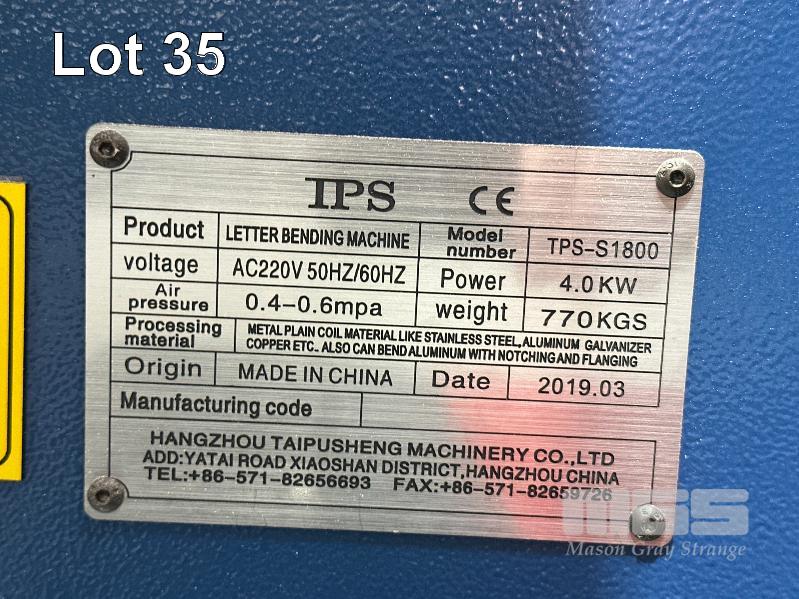 Lot 35
TPS CE
Product LETTER BENDING MACHINE Model number TPS-S1800
voltage AC220V 50HZ/60HZ Power 4.0KW
Air pressure 0.4-0.6mpa weight 770KGS
Processing material METAL PLAIN COIL MATERIAL LIKE STAINLESS STEEL,ALUMINUM GALVANIZER
COPPER ETC.. ALSO CAN BEND ALUMINUM WITH NOTCHING AND FLANGING
Origin MADE IN CHINA Date 2019.03
Manufacturing code
HANGZHOU TAIPUSHENG MACHINERY CO.,LTD
ADD:YATAI ROAD XIAOSHAN DISTRICT,HANGZHOU CHINA
TEL:+86-571-82656693 FAX:+86-571-82659726
MGS
Mason Gray Strange